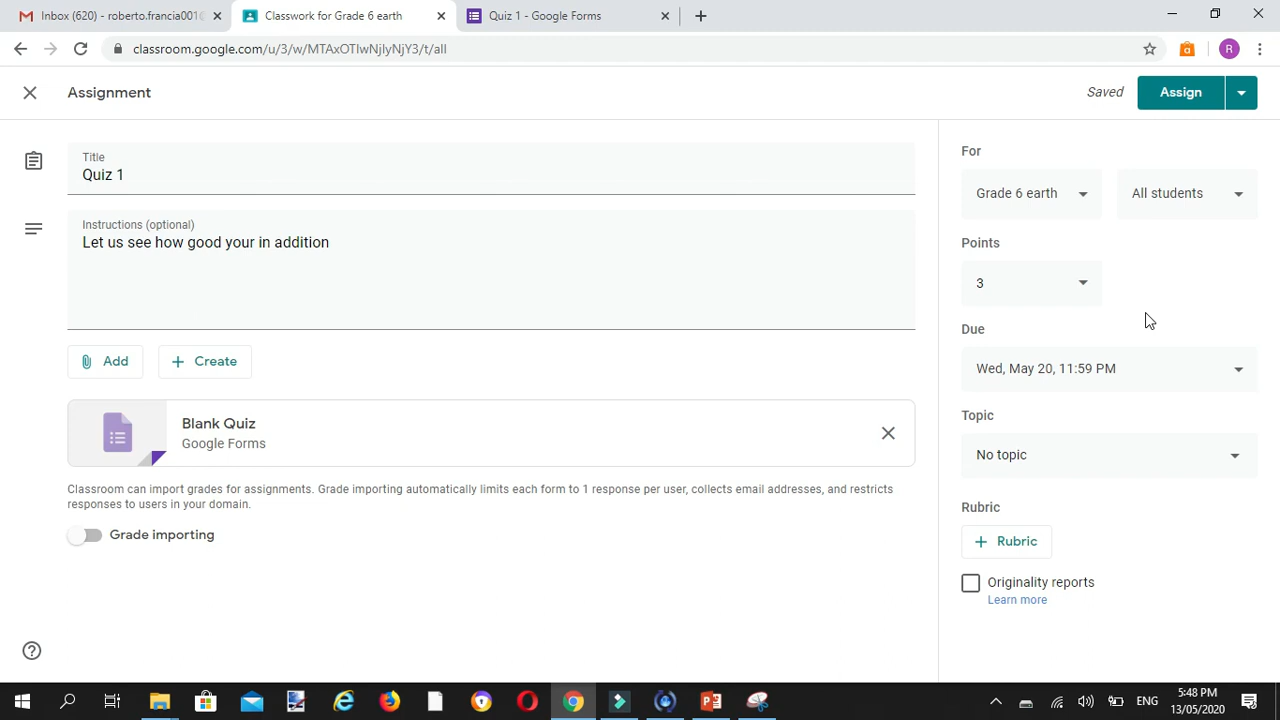 Inbox (620) - roberto.francia001@
Classwork for Grade 6 earth
Quiz 1 - Google Forms
classroom.google.com/u/3/w/MTAxOTIwNjIyNjY3/t/all
a
R
Assignment
Saved
Assign
Title
Quiz 1
Instructions (optional)
Let us see how good your in addition
Add
Create
Blank Quiz
Google Forms
Classroom can import grades for assignments. Grade importing automatically limits each form to 1 response per user, collects email addresses, and restricts
responses to users in your domain.
Grade importing
For
Grade 6 earth
All students
Points
3
Due
Wed, May 20, 11:59 PM
Topic
No topic
Rubric
Rubric
Originality reports
Learn more
ENG
5:48 PM
13/05/2020